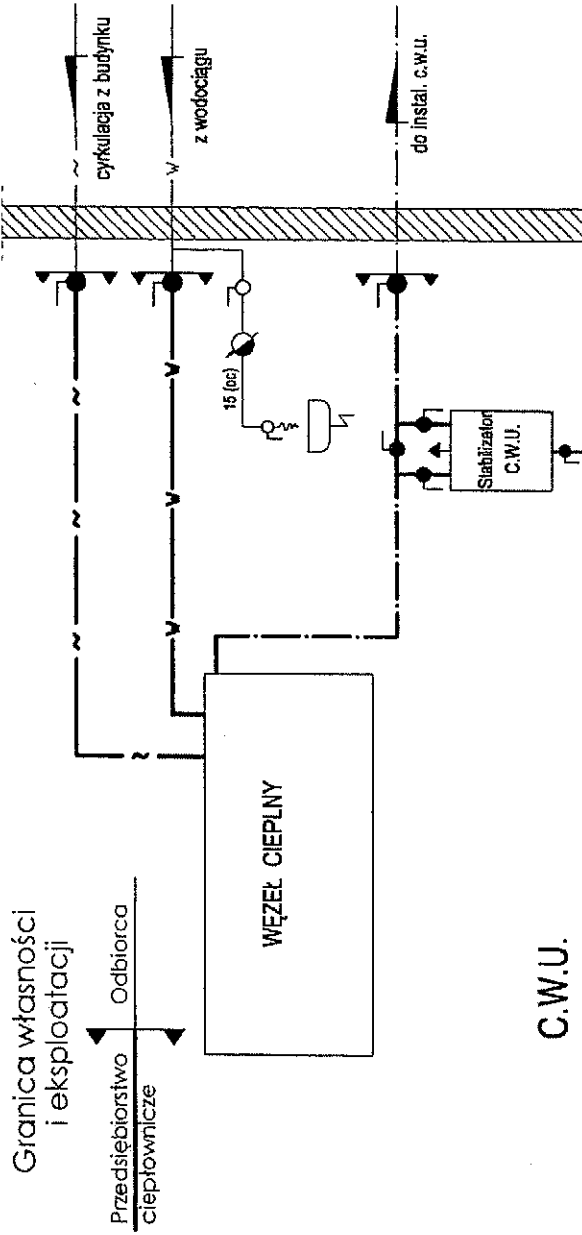 Granica własności
i eksploatacji
Przedsiębiorstwo
ciepłownicze
Odbiorca
cyrkulacja z budynku
z wodociągu
do instal. c.w.u.
15 (oc)
WĘZEŁ CIEPLNY
Stabilizator
C.W.U.
C.W.U.
~
~
~
~
~
w
w
w
w